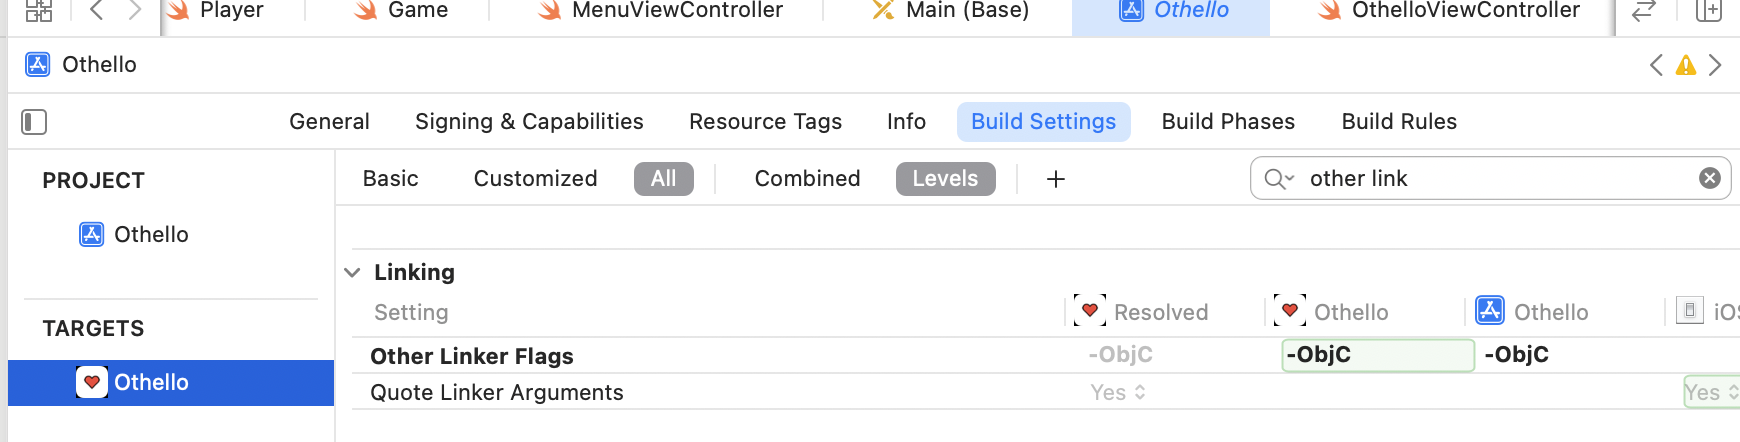 Player Game MenuViewController Main (Base) Othello OthelloViewController
Othello
General Signing & Capabilities Resource Tags Info Build Settings Build Phases Build Rules
PROJECT
Othello
TARGETS
Othello
Basic Customized All Combined Levels + other link
Linking
Setting Resolved Othello Othello iOS
Other Linker Flags -ObjC -ObjC -ObjC
Quote Linker Arguments Yes Yes